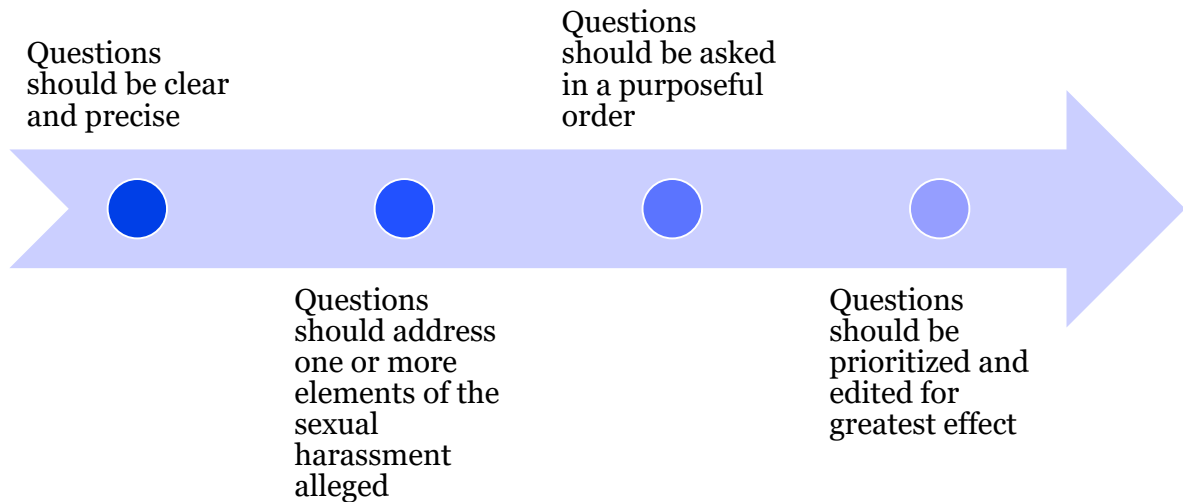 Questions
should be clear
and precise
Questions
should address
one or more
elements of the
sexual
harassment
alleged
Questions
should be asked
in a purposeful
order
Questions
should be
prioritized and
edited for
greatest effect